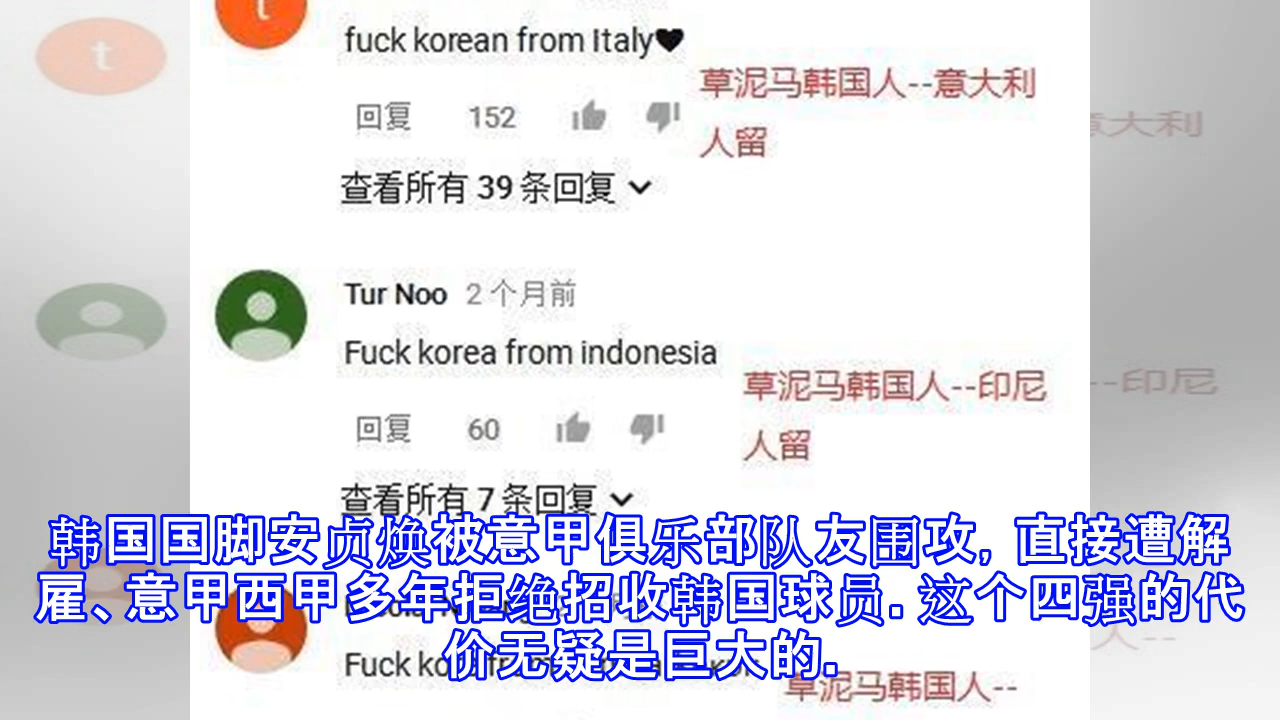 t
fuck korean from Italy🖤
草泥马韩国人--意大利
人留
回复 152
查看所有 39 条回复
Tur Noo 2 个月前
Fuck korea from indonesia
草泥马韩国人--印尼
人留
回复 60
查看所有 7 条回复
韩国国脚安贞焕被意甲俱乐部队友围攻, 直接遭解
雇、意甲西甲多年拒绝招收韩国球员. 这个四强的代
价无疑是巨大的.
Fuck
草泥马韩国人--